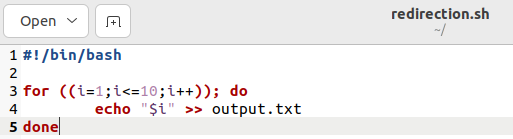 Open
redirection.sh
~/
1 #!/bin/bash
2
3 for ((i=1;i<=10;i++)); do
4         echo "$i" >> output.txt
5 done